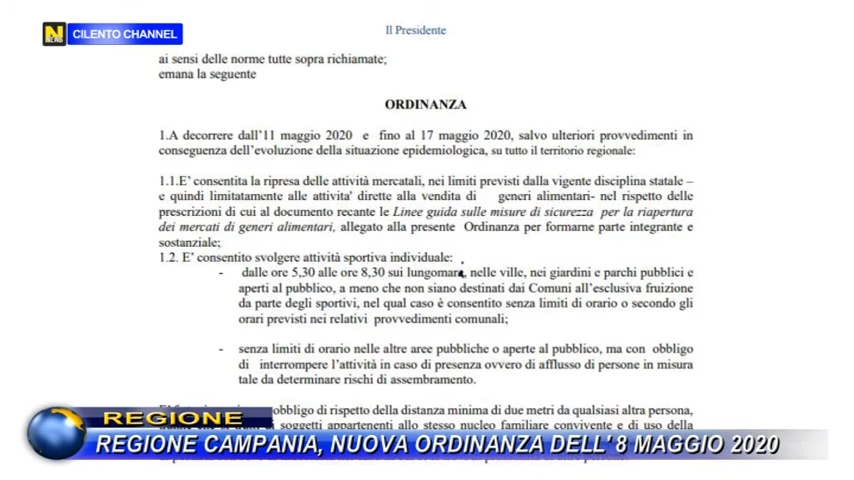 CILENTO CHANNEL
Il Presidente
ai sensi delle norme tutte sopra richiamate;
emana la seguente
ORDINANZA
1.A decorrere dall'11 maggio 2020 e fino al 17 maggio 2020, salvo ulteriori provvedimenti in
conseguenza dell'evoluzione della situazione epidemiologica, su tutto il territorio regionale:
1.1.E' consentita la ripresa delle attività mercatali, nei limiti previsti dalla vigente disciplina statale –
e quindi limitatamente alle attivita' dirette alla vendita di generi alimentari- nel rispetto delle
prescrizioni di cui al documento recante le Linee guida sulle misure di sicurezza per la riapertura
dei mercati di generi alimentari, allegato alla presente Ordinanza per formarne parte integrante e
sostanziale;
1.2. E' consentito svolgere attività sportiva individuale:
- dalle ore 5,30 alle ore 8,30 sui lungomara, nelle ville, nei giardini e parchi pubblici e
aperti al pubblico, a meno che non siano destinati dai Comuni all'esclusiva fruizione
da parte degli sportivi, nel qual caso è consentito senza limiti di orario o secondo gli
orari previsti nei relativi provvedimenti comunali;
- senza limiti di orario nelle altre aree pubbliche o aperte al pubblico, ma con obbligo
di interrompere l'attività in caso di presenza ovvero di afflusso di persone in misura
tale da determinare rischi di assembramento.
obbligo di rispetto della distanza minima di due metri da qualsiasi altra persona,
di soggetti appartenenti allo stesso nucleo familiare convivente e di uso della
REGIONE
REGIONE CAMPANIA, NUOVA ORDINANZA DELL' 8 MAGGIO 2020